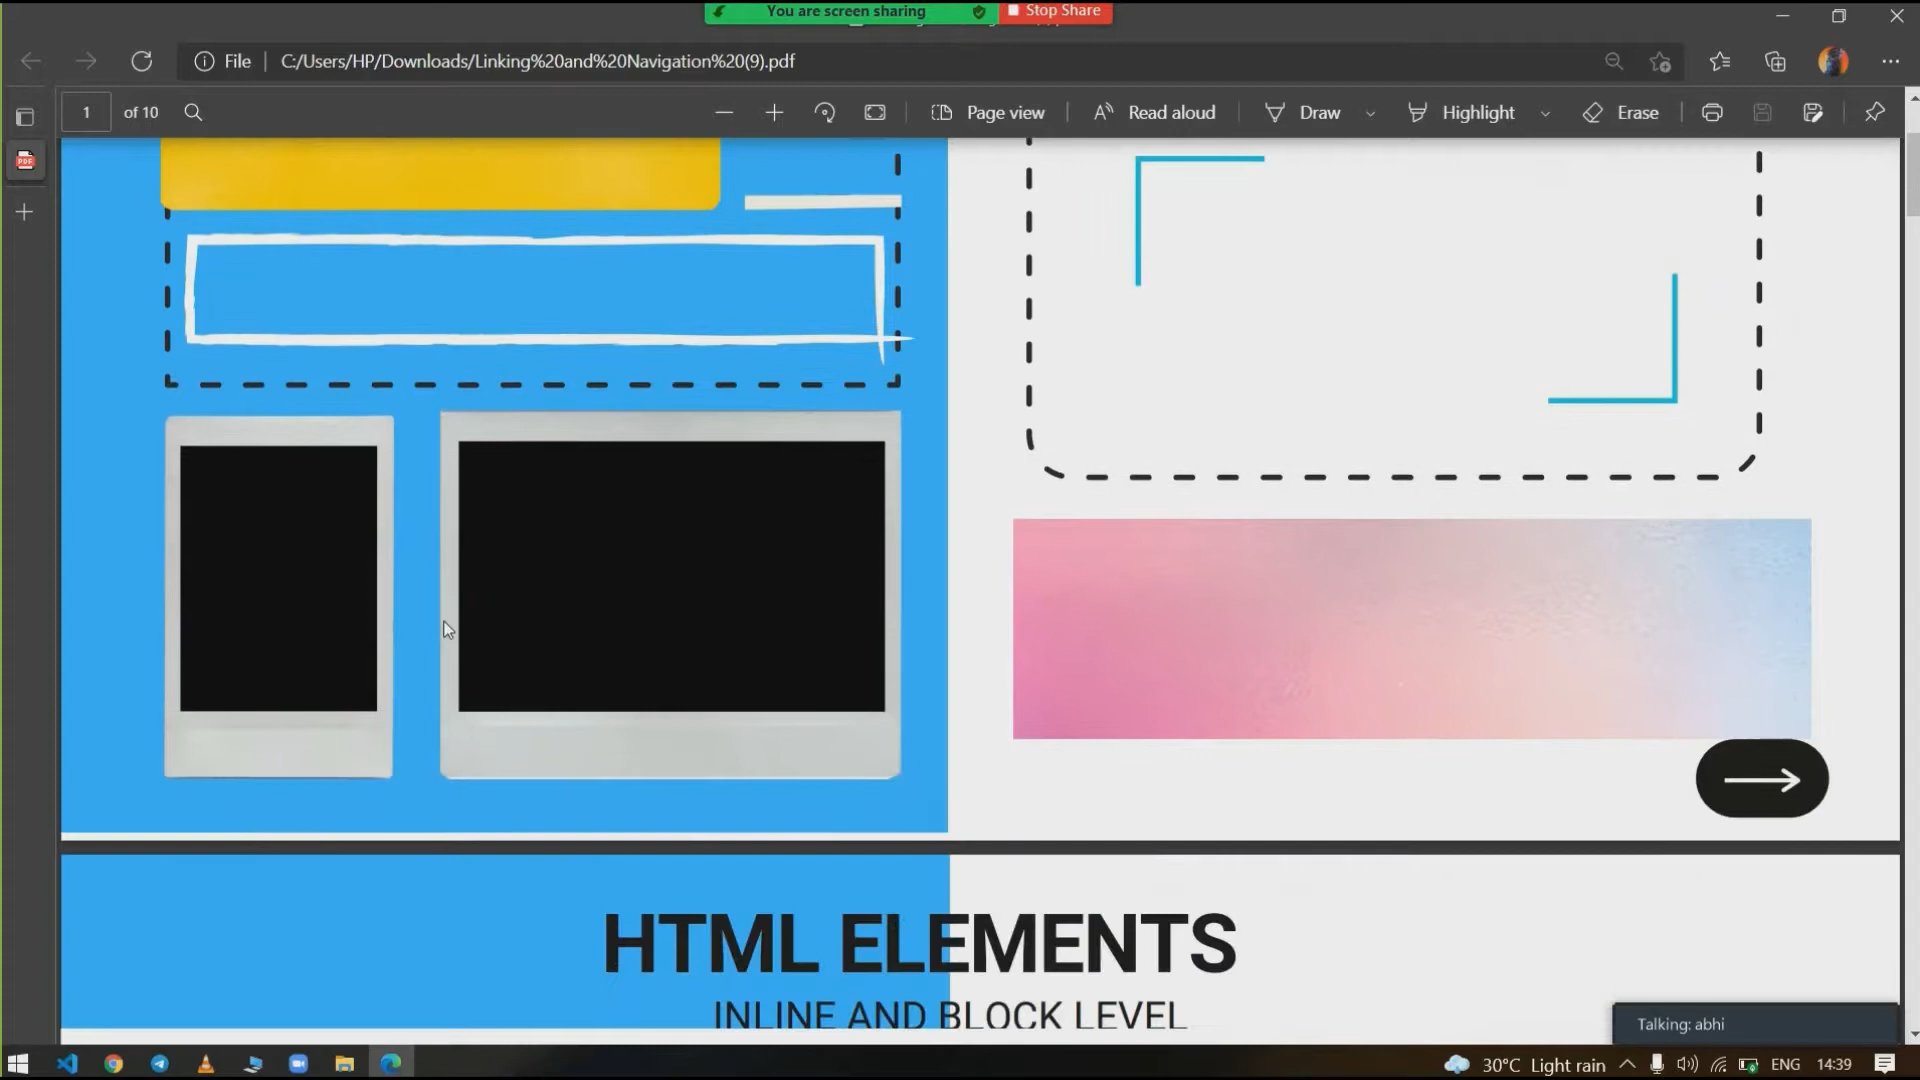 You are screen sharing
Stop Share
File
C:/Users/HP/Downloads/Linking%20and%20Navigation%20(9).pdf
1 of 10
Page view
Read aloud
Draw
Highlight
Erase
PDF
HTML ELEMENTS
INLINE AND BLOCK LEVEL
Talking: abhi
30°C Light rain
ENG
14:39